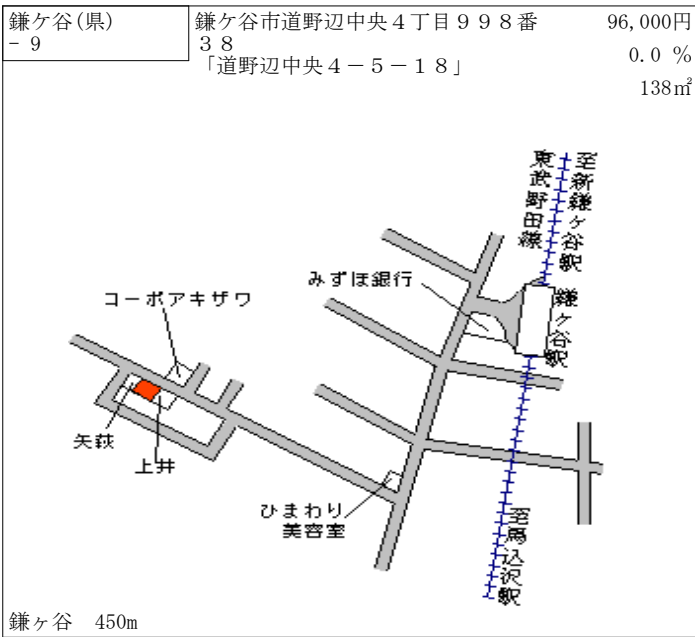 鎌ケ谷(県)
－9
鎌ケ谷市道野辺中央４丁目９９８番
３８
「道野辺中央４－５－１８」
96,000円
0.0 %
138㎡
至新鎌ヶ谷駅
東武野田線
みずほ銀行
鎌ヶ谷駅
コーポアキザワ
矢萩
上井
ひまわり
美容室
至馬込沢駅
鎌ヶ谷　450m